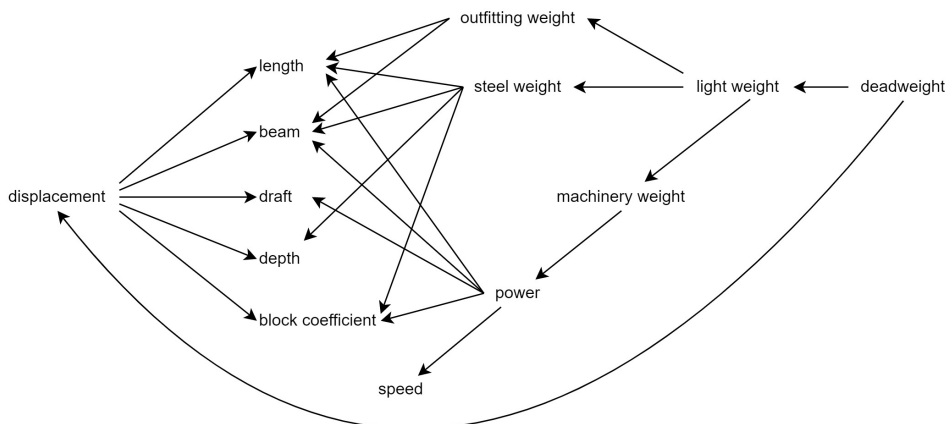 outfitting weight
length
steel weight
light weight
deadweight
beam
displacement
draft
machinery weight
depth
power
block coefficient
speed